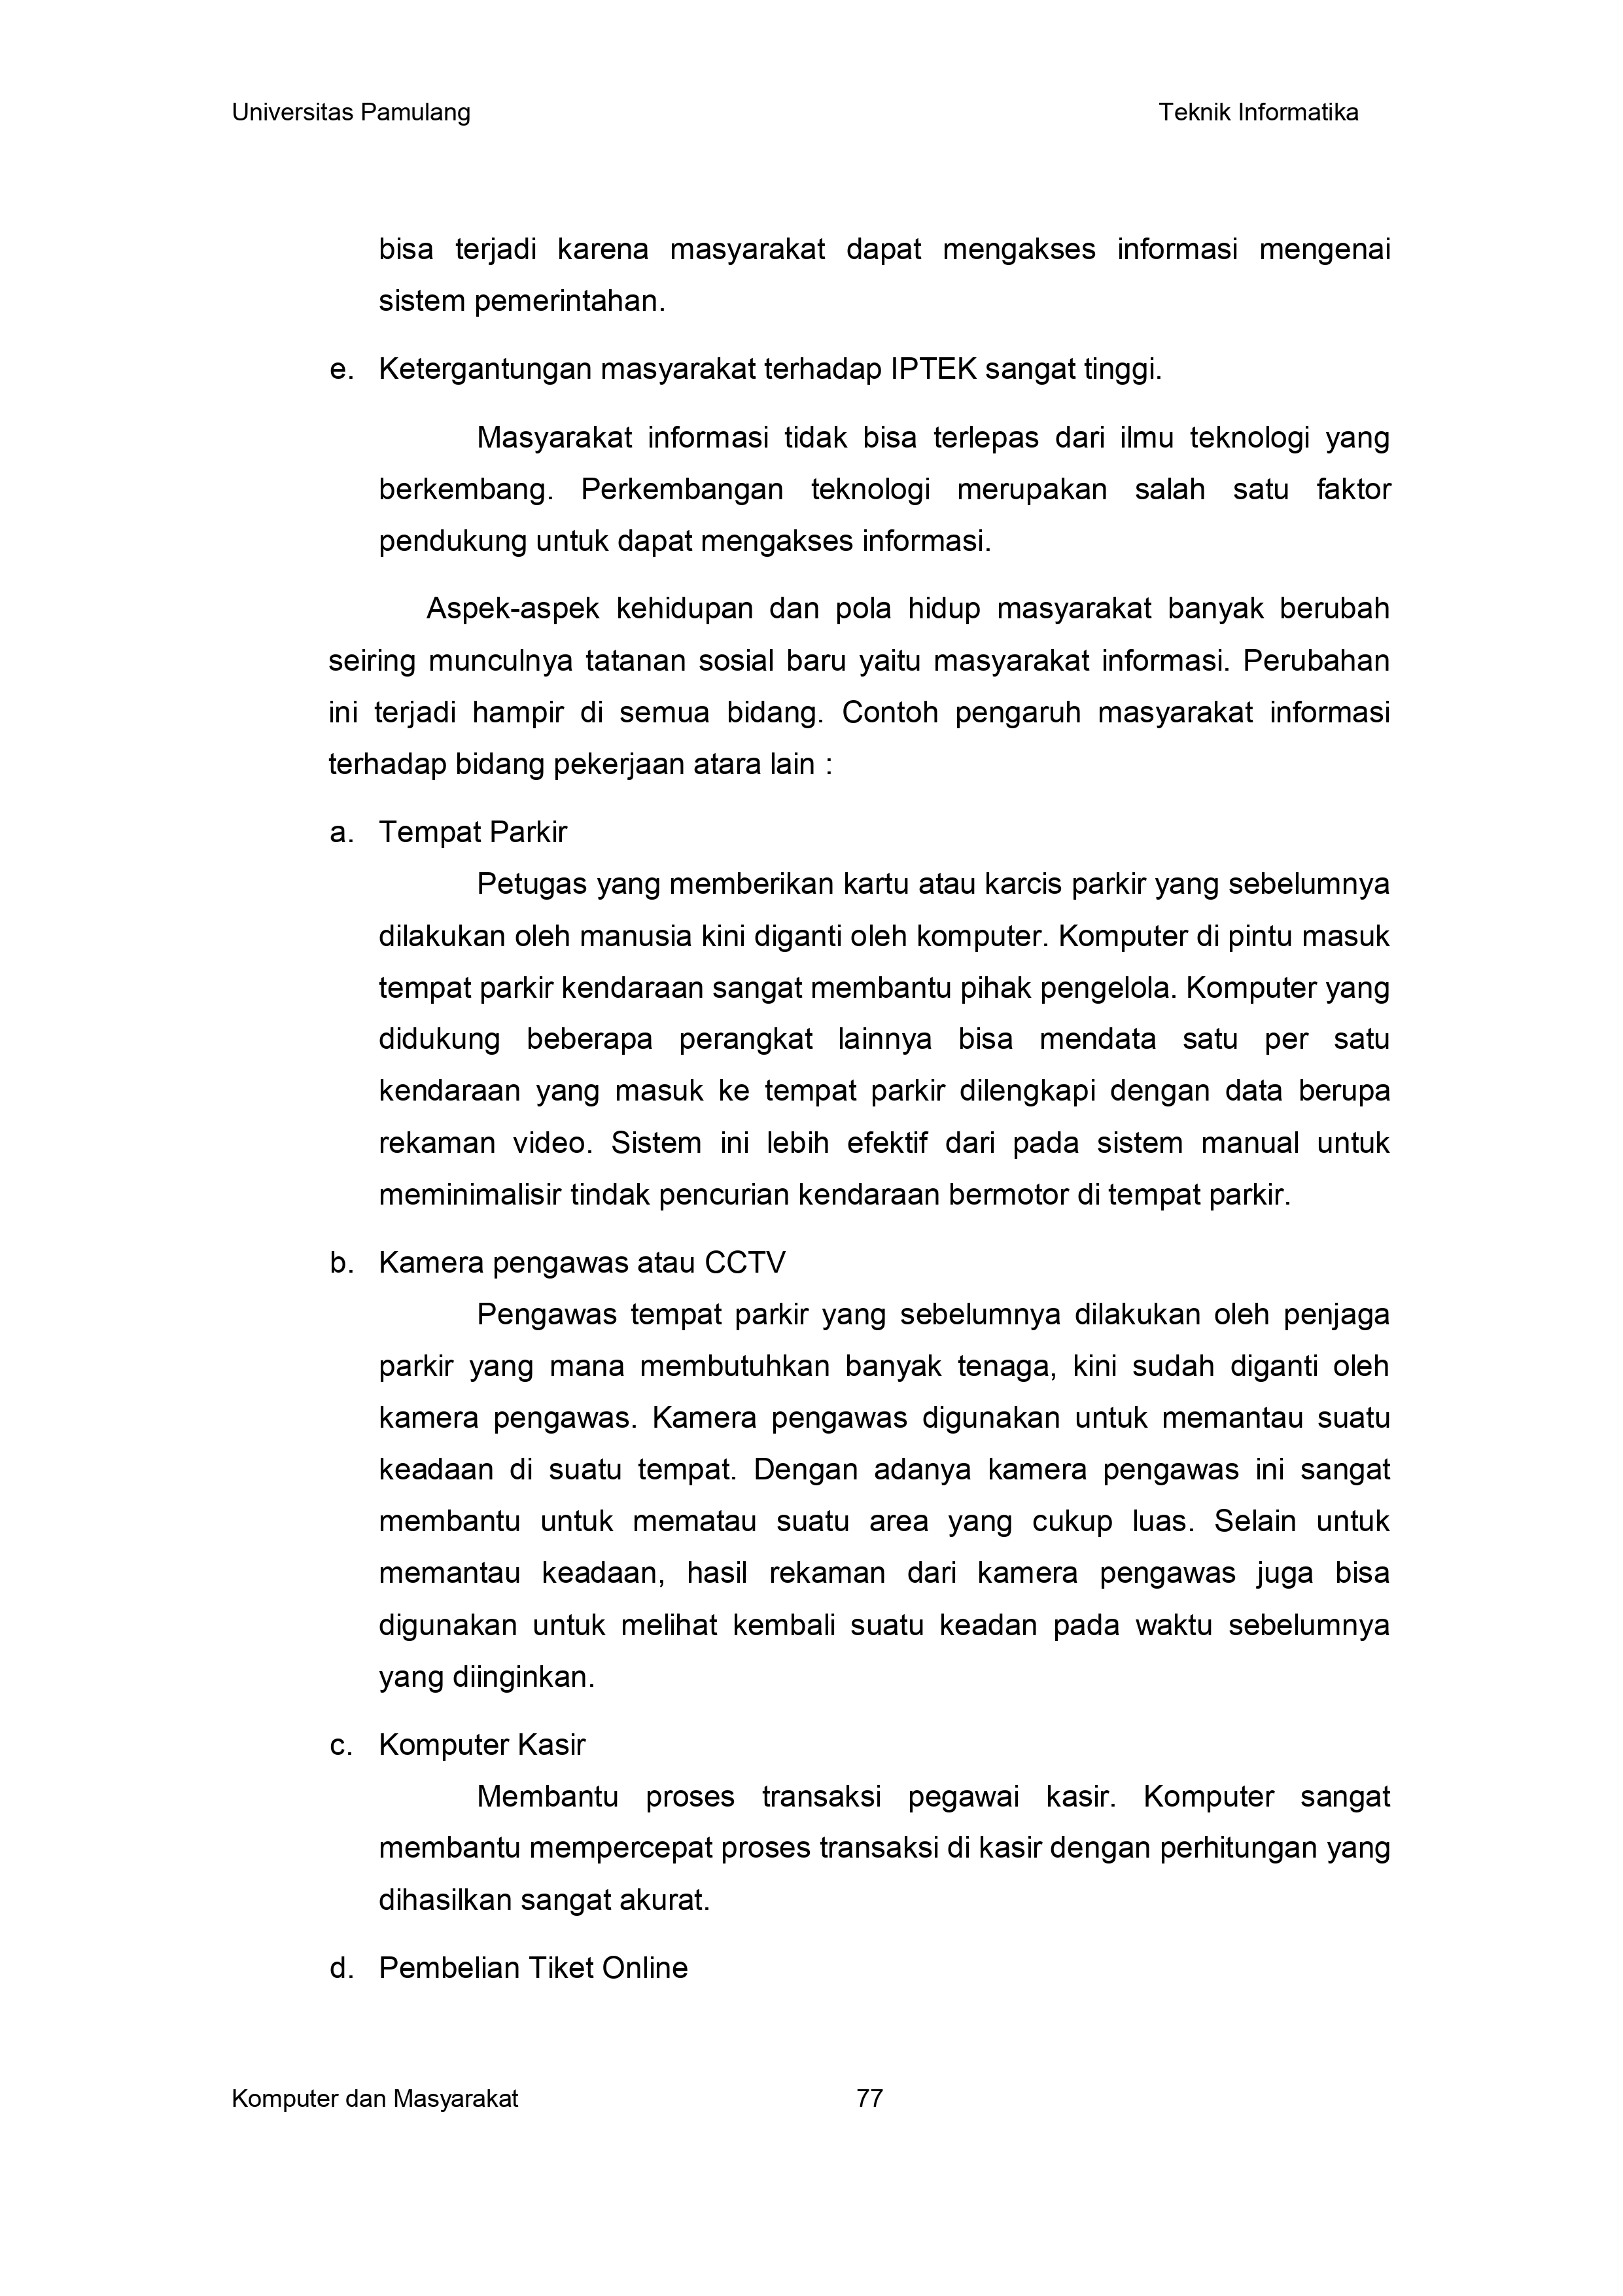 Universitas Pamulang Teknik Informatika
bisa terjadi karena masyarakat dapat mengakses informasi mengenai
sistem pemerintahan.
e. Ketergantungan masyarakat terhadap IPTEK sangat tinggi.
Masyarakat informasi tidak bisa terlepas dari ilmu teknologi yang
berkembang. Perkembangan teknologi merupakan salah satu faktor
pendukung untuk dapat mengakses informasi.
Aspek-aspek kehidupan dan pola hidup masyarakat banyak berubah
seiring munculnya tatanan sosial baru yaitu masyarakat informasi. Perubahan
ini terjadi hampir di semua bidang. Contoh pengaruh masyarakat informasi
terhadap bidang pekerjaan atara lain :
a. Tempat Parkir
Petugas yang memberikan kartu atau karcis parkir yang sebelumnya
dilakukan oleh manusia kini diganti oleh komputer. Komputer di pintu masuk
tempat parkir kendaraan sangat membantu pihak pengelola. Komputer yang
didukung beberapa perangkat lainnya bisa mendata satu per satu
kendaraan yang masuk ke tempat parkir dilengkapi dengan data berupa
rekaman video. Sistem ini lebih efektif dari pada sistem manual untuk
meminimalisir tindak pencurian kendaraan bermotor di tempat parkir.
b. Kamera pengawas atau CCTV
Pengawas tempat parkir yang sebelumnya dilakukan oleh penjaga
parkir yang mana membutuhkan banyak tenaga, kini sudah diganti oleh
kamera pengawas. Kamera pengawas digunakan untuk memantau suatu
keadaan di suatu tempat. Dengan adanya kamera pengawas ini sangat
membantu untuk mematau suatu area yang cukup luas. Selain untuk
memantau keadaan, hasil rekaman dari kamera pengawas juga bisa
digunakan untuk melihat kembali suatu keadan pada waktu sebelumnya
yang diinginkan.
c. Komputer Kasir
Membantu proses transaksi pegawai kasir. Komputer sangat
membantu mempercepat proses transaksi di kasir dengan perhitungan yang
dihasilkan sangat akurat.
d. Pembelian Tiket Online
Komputer dan Masyarakat 77